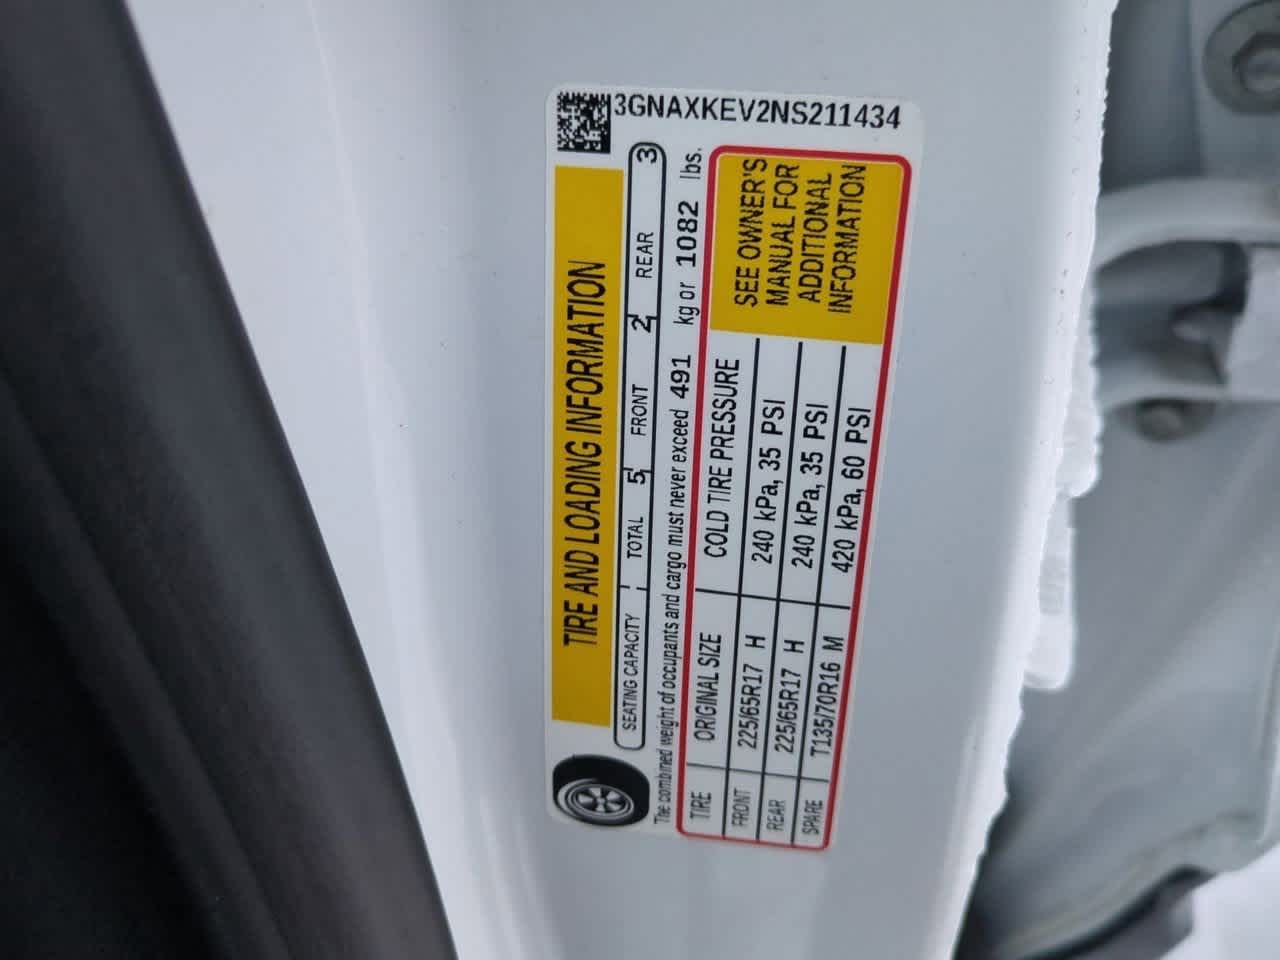 3GNAXKEV2NS211434
TIRE AND LOADING INFORMATION
SEATING CAPACITY TOTAL 5 FRONT 2 REAR 3
The combined weight of occupants and cargo must never exceed 491 kg or 1082 lbs.
TIRE ORIGINAL SIZE COLD TIRE PRESSURE
FRONT 225/65R17 H 240 kPa, 35 PSI
REAR 225/65R17 H 240 kPa, 35 PSI
SPARE T135/70R16 M 420 kPa, 60 PSI
SEE OWNER'S
MANUAL FOR
ADDITIONAL
INFORMATION